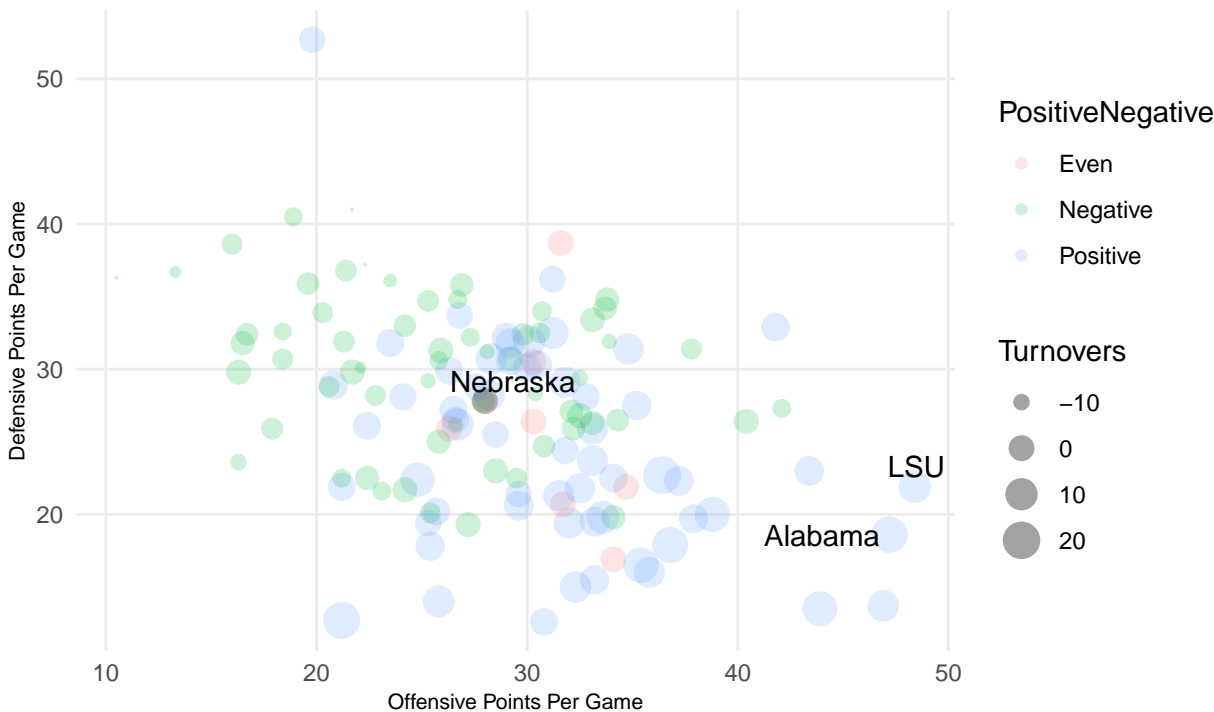 50
40
30
20
10
20
30
40
50
Offensive Points Per Game
Defensive Points Per Game
Nebraska
LSU
Alabama
PositiveNegative
Even
Negative
Positive
Turnovers
−10
0
10
20